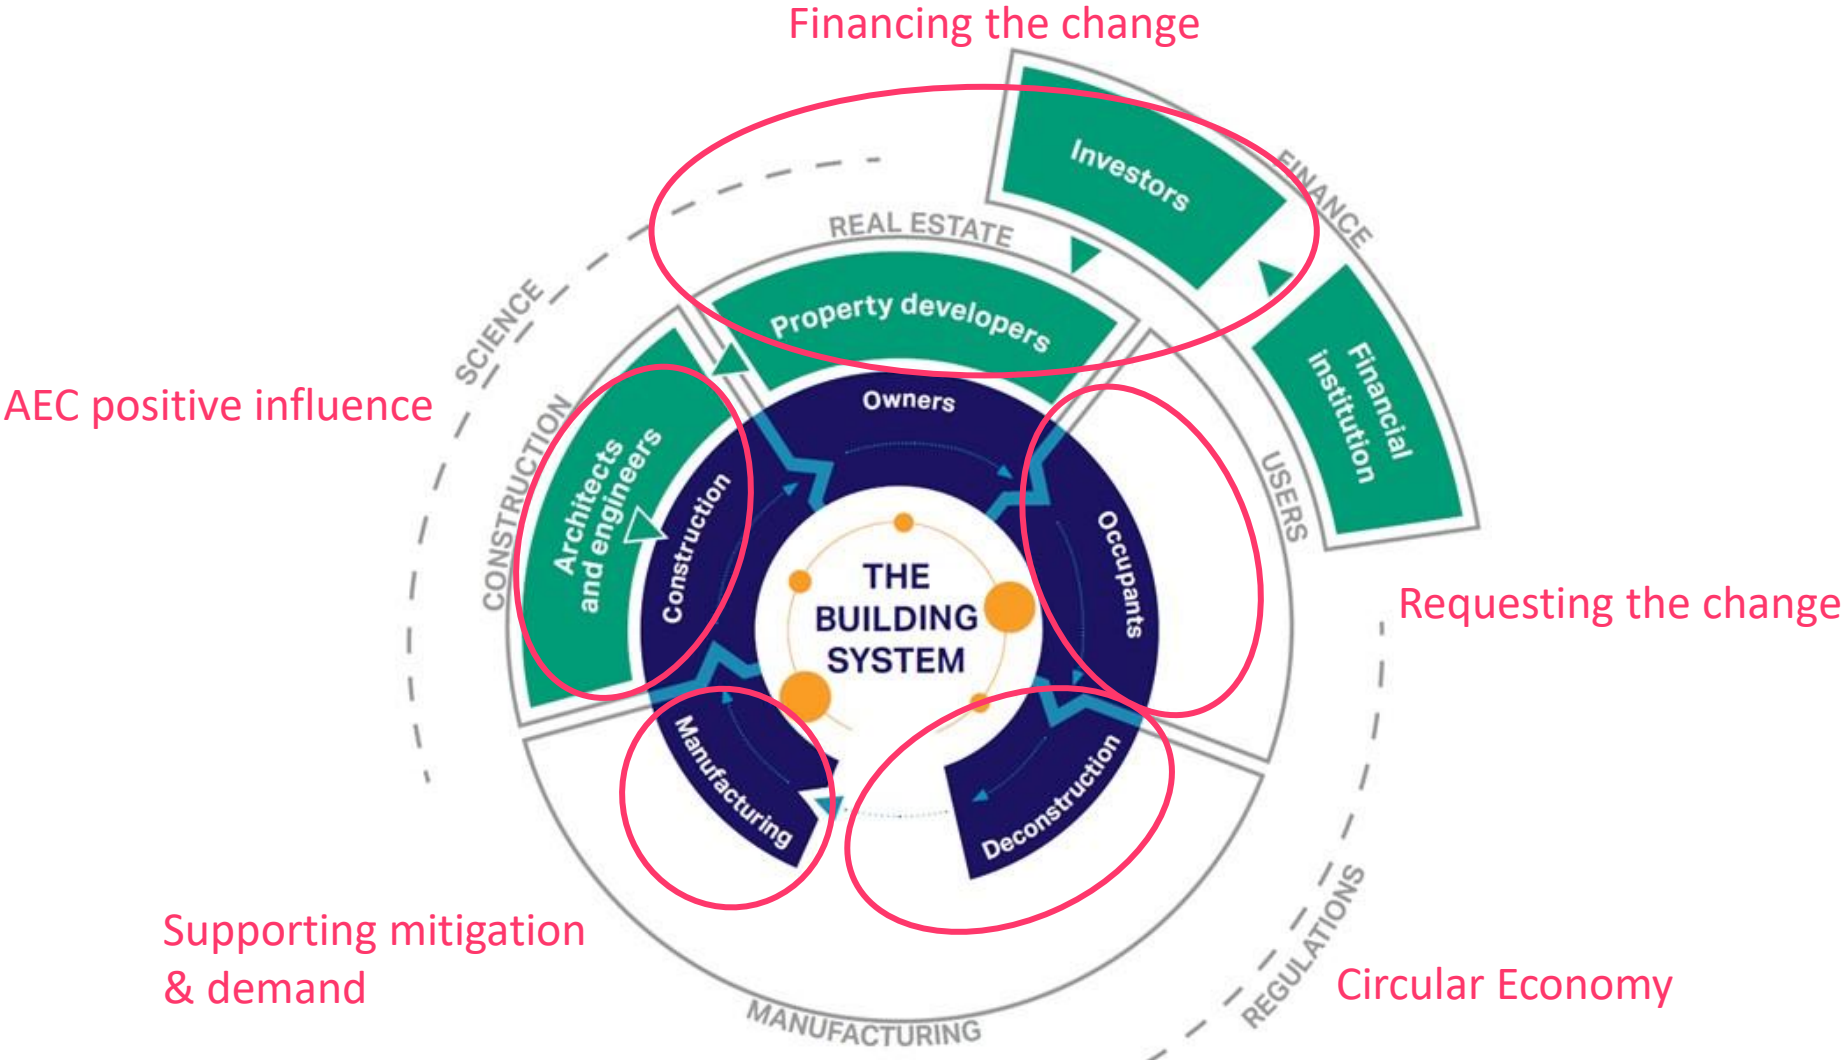 Financing the change
Investors
FINANCE
REAL ESTATE
Property developers
SCIENCE
Financial
institution
AEC positive influence
CONSTRUCTION
Architects
and engineers
Owners
Construction
USERS
Occupants
THE
BUILDING
SYSTEM
Requesting the change
Manufacturing
Deconstruction
Supporting mitigation
& demand
MANUFACTURING
REGULATIONS
Circular Economy